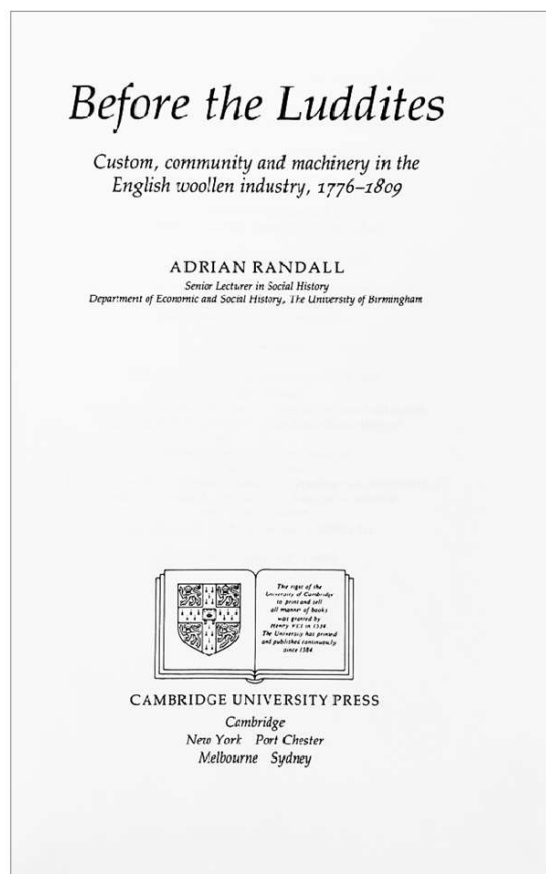 Before the Luddites
Custom, community and machinery in the
English woollen industry, 1776–1809
ADRIAN RANDALL
Senior Lecturer in Social History
Department of Economic and Social History, The University of Birmingham
The right of the
University of Cambridge
to print and sell
all manner of books
was granted by
Henry VIII in 1534.
The University has printed
and published continuously
since 1584.
CAMBRIDGE UNIVERSITY PRESS
Cambridge
New York Port Chester
Melbourne Sydney